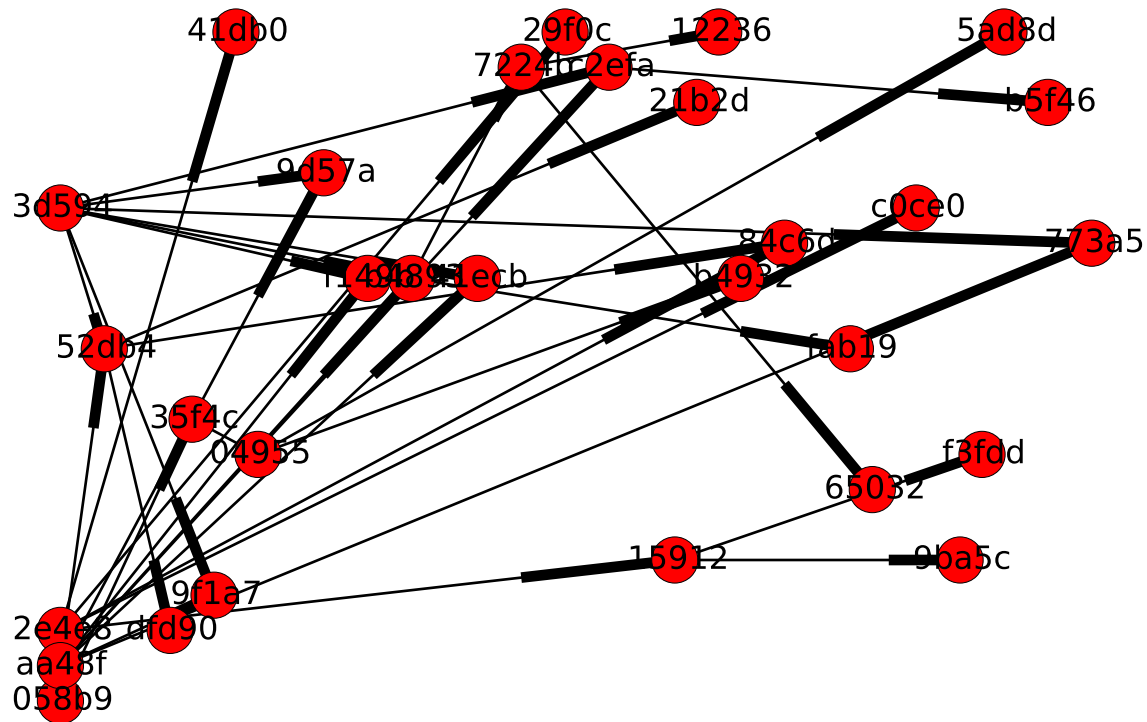 41db0
29f0c
12236
5ad8d
7224b
c2efa
21b2d
b5f46
9d57a
3d594
c0ce0
84c6d
773a5
b4932
41ecb
52db4
fab19
35f4c
04955
f3fdd
65032
15912
9ba5c
9f1a7
2e4e8
dfd90
aa48f
058b9